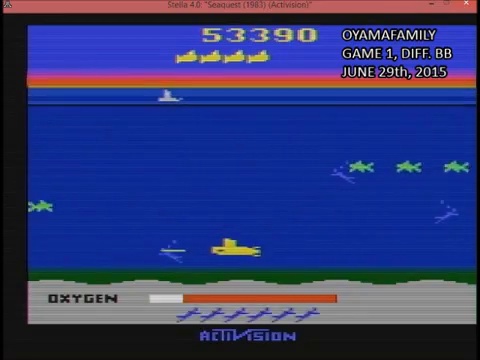 Stella 4.0: "Seaquest (1983) (Activision)"
53390
OYAMAFAMILY
GAME 1, DIFF. BB
JUNE 29th, 2015
OXYGEN
ACTIVISION